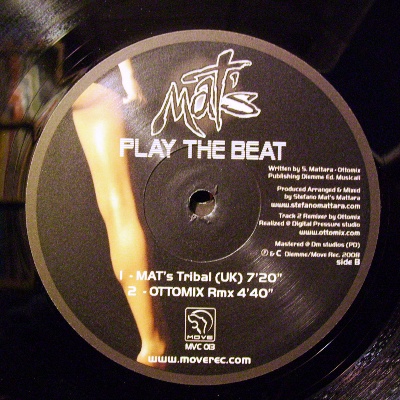 Mat's
PLAY THE BEAT
Written by S. Mattara - Ottomix
Publishing Diemme Ed. Musicali
Produced Arranged & Mixed
by Stefano Mat's Mattara
www.stefanomattara.com
Track 2 Remixer by Ottomix
Realized @ Digital Pressure studio
www.ottomix.com
Mastered @ Dm studios (PD)
℗ & C Diemme/Move Rec. 2008
side B
1 - MAT's Tribal (UK) 7'20"
2 - OTTOMIX Rmx 4'40"
MOVE
MVC 013
www.moverec.com